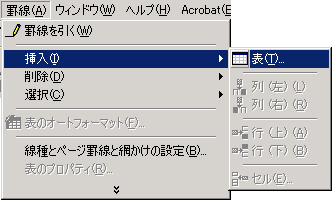 罫線(A) ウィンドウ(W) ヘルプ(H) Acrobat(
罫線を引く(W)
挿入(I)
削除(D)
選択(C)
表のオートフォーマット(F)...
線種とページ罫線と網かけの設定(B)...
表のプロパティ(R)...
表(T)...
列 (左) (L)
列 (右) (R)
行 (上) (A)
行 (下) (B)
セル(E)...